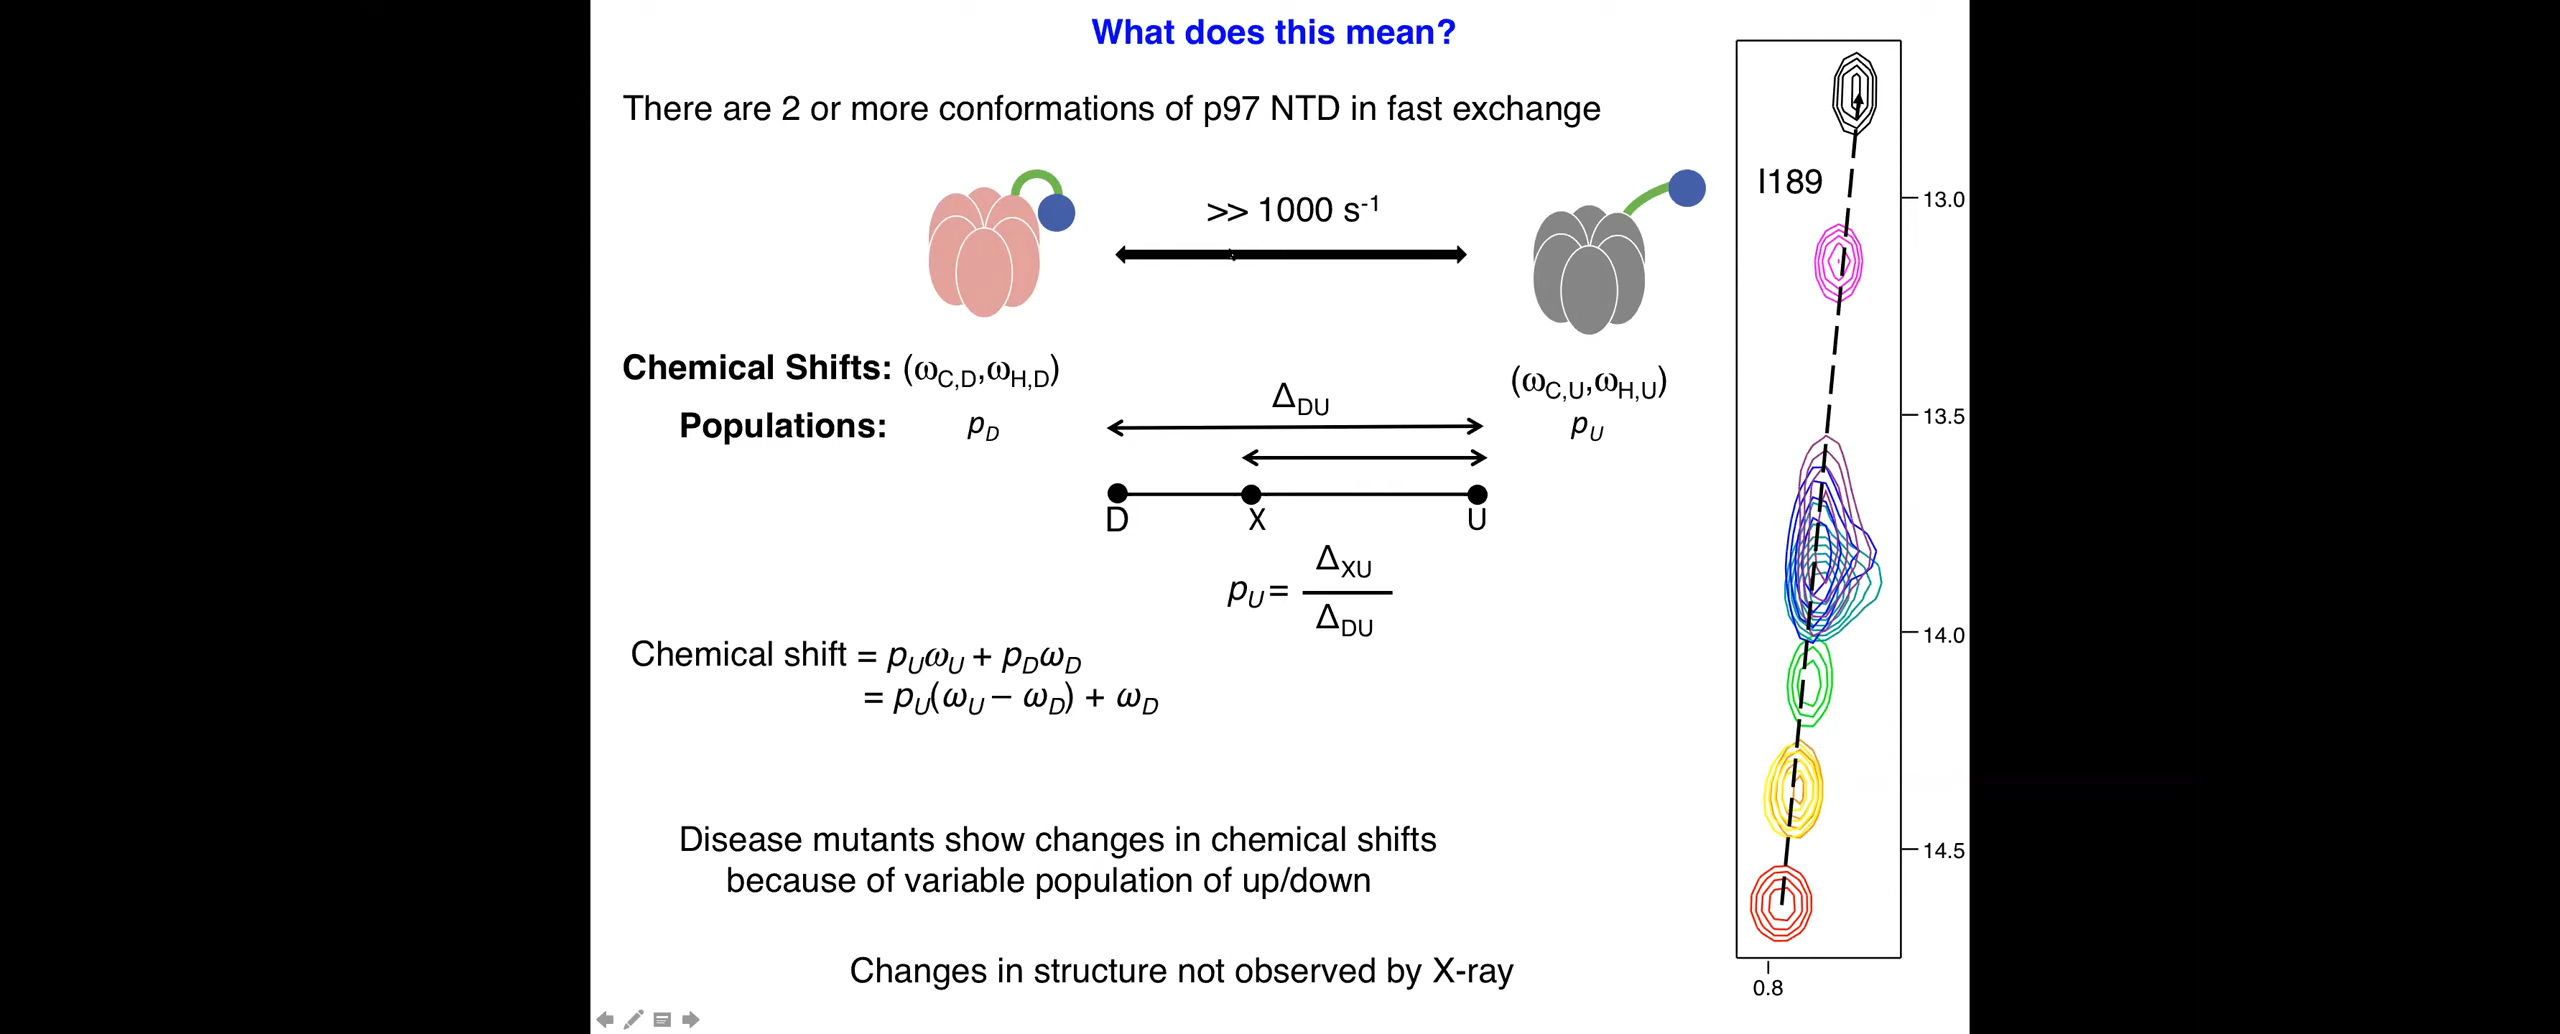 What does this mean?
There are 2 or more conformations of p97 NTD in fast exchange
>> 1000 s-1
Chemical Shifts: (ωC,D,ωH,D)
(ωC,U,ωH,U)
Populations: pD
ΔDU
pU
D X U
pU = ΔXU / ΔDU
Chemical shift = pUωU + pDωD
= pU(ωU – ωD) + ωD
Disease mutants show changes in chemical shifts
because of variable population of up/down
Changes in structure not observed by X-ray
I189
13.0
13.5
14.0
14.5
0.8